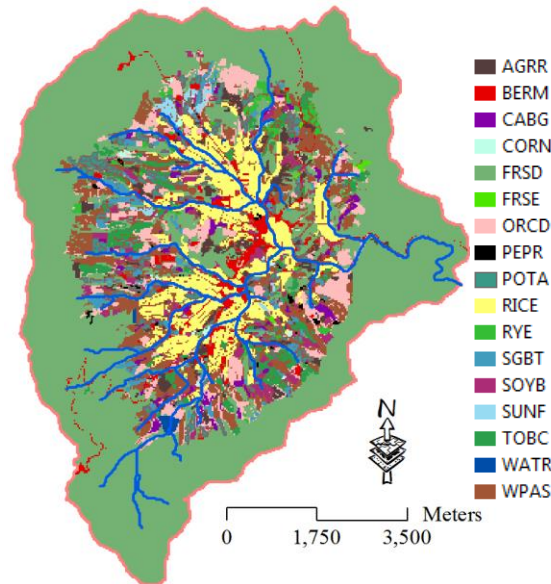 AGRR
BERM
CABG
CORN
FRSD
FRSE
ORCD
PEPR
POTA
RICE
RYE
SGBT
SOYB
SUNF
TOBC
WATR
WPAS
N
Meters
0 1,750 3,500